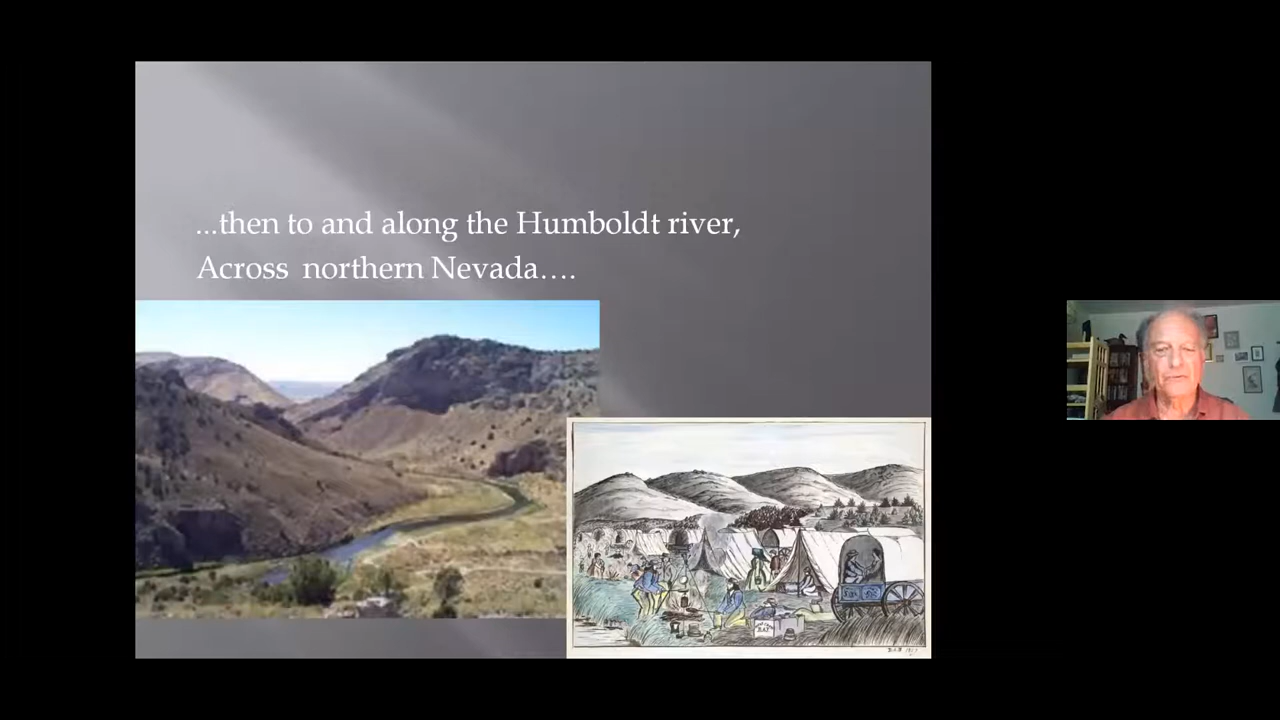 ...then to and along the Humboldt river,
Across northern Nevada....